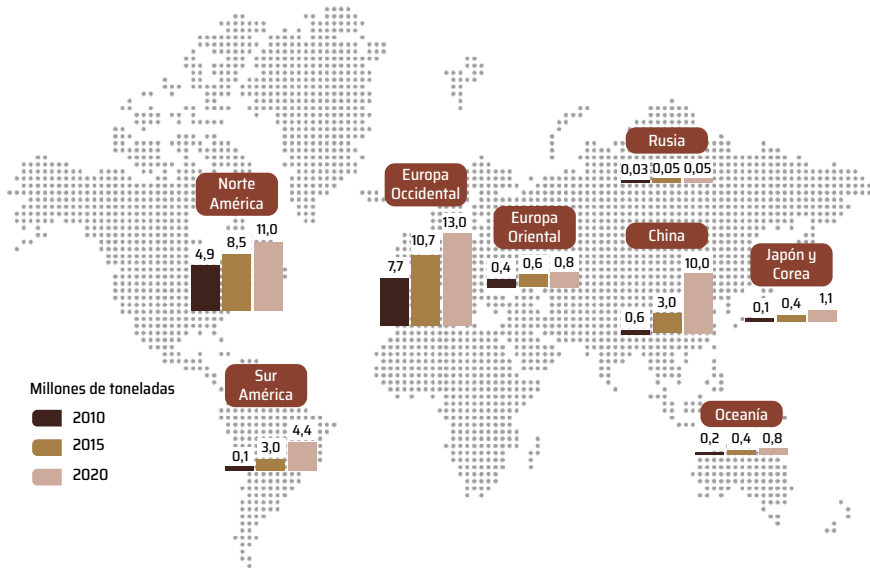 Rusia
0,03 0,05 0,05
Norte
América
4,9 8,5 11,0
Europa
Occidental
7,7 10,7 13,0
Europa
Oriental
0,4 0,6 0,8
China
0,6 3,0 10,0
Japón y
Corea
0,1 0,4 1,1
Sur
América
0,1 3,0 4,4
Oceanía
0,2 0,4 0,8
Millones de toneladas
2010
2015
2020